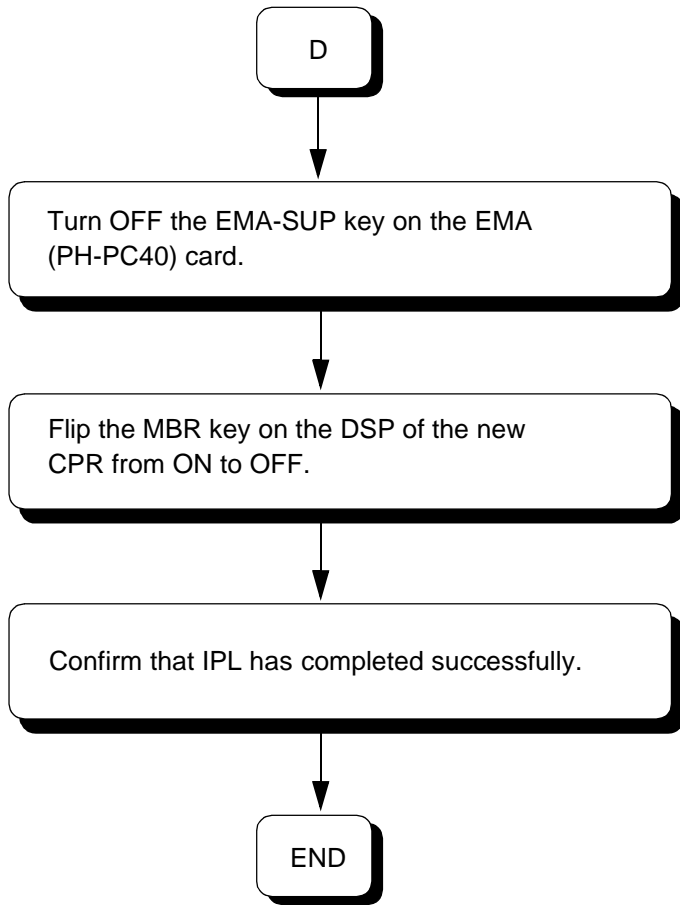 D
Turn OFF the EMA-SUP key on the EMA
(PH-PC40) card.
Flip the MBR key on the DSP of the new
CPR from ON to OFF.
Confirm that IPL has completed successfully.
END